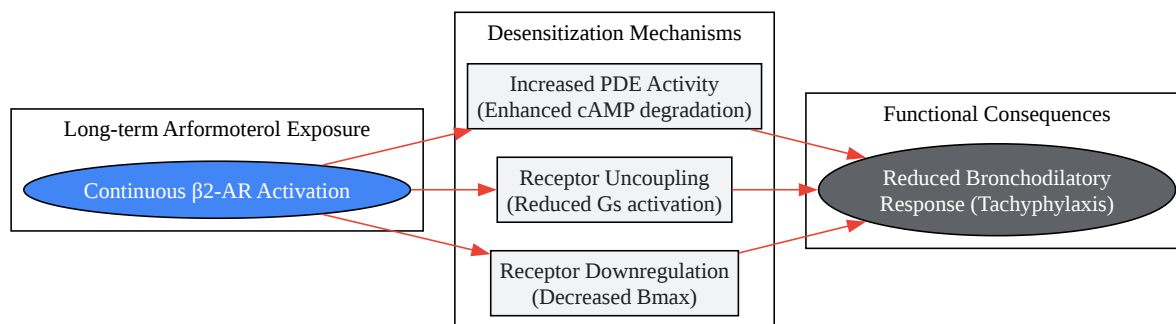 Long-term Arformoterol Exposure
Continuous β2-AR Activation
Desensitization Mechanisms
Increased PDE Activity
(Enhanced cAMP degradation)
Receptor Uncoupling
(Reduced Gs activation)
Receptor Downregulation
(Decreased Bmax)
Functional Consequences
Reduced Bronchodilatory
Response (Tachyphylaxis)